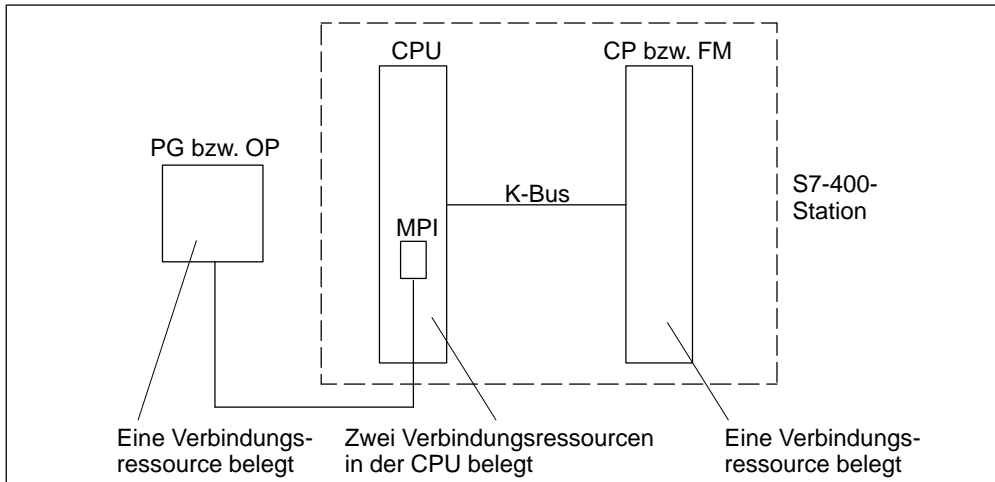 CPU
CP bzw. FM
PG bzw. OP
K-Bus
S7-400-
Station
MPI
Eine Verbindungs-
ressource belegt
Zwei Verbindungsressourcen
in der CPU belegt
Eine Verbindungs-
ressource belegt